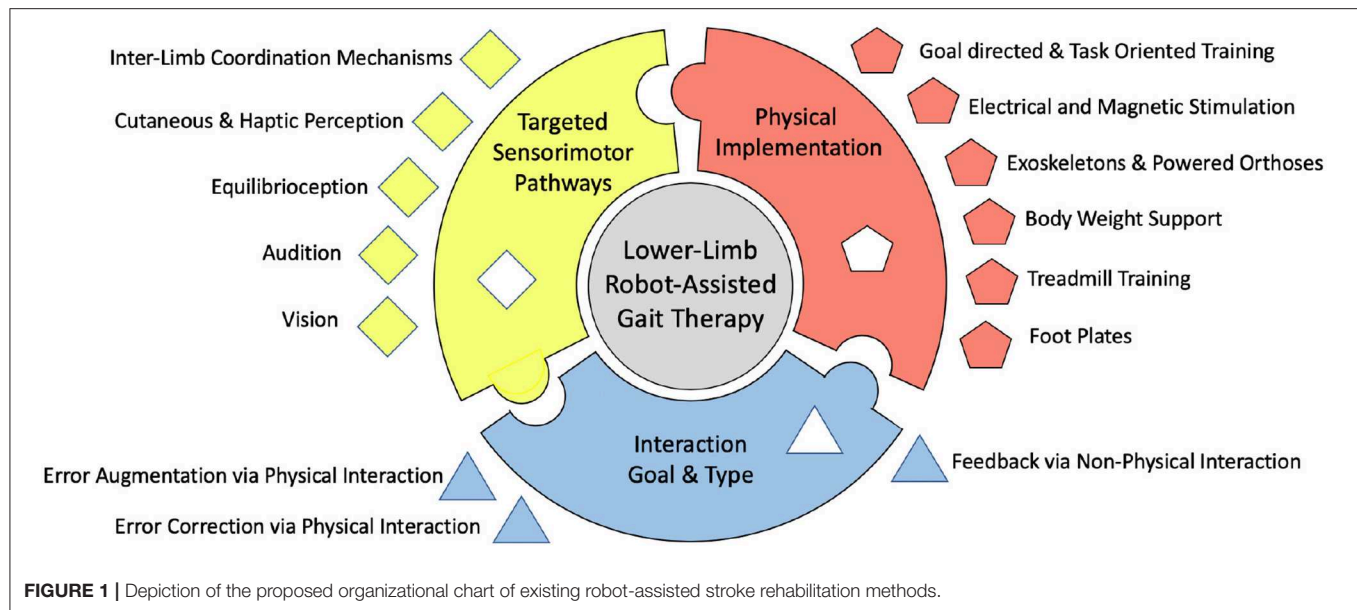 Inter-Limb Coordination Mechanisms
Cutaneous & Haptic Perception
Equilibrioception
Audition
Vision
Targeted
Sensorimotor
Pathways
Physical
Implementation
Goal directed & Task Oriented Training
Electrical and Magnetic Stimulation
Exoskeletons & Powered Orthoses
Body Weight Support
Treadmill Training
Foot Plates
Lower-Limb
Robot-Assisted
Gait Therapy
Interaction
Goal & Type
Error Augmentation via Physical Interaction
Error Correction via Physical Interaction
Feedback via Non-Physical Interaction
FIGURE 1 | Depiction of the proposed organizational chart of existing robot-assisted stroke rehabilitation methods.